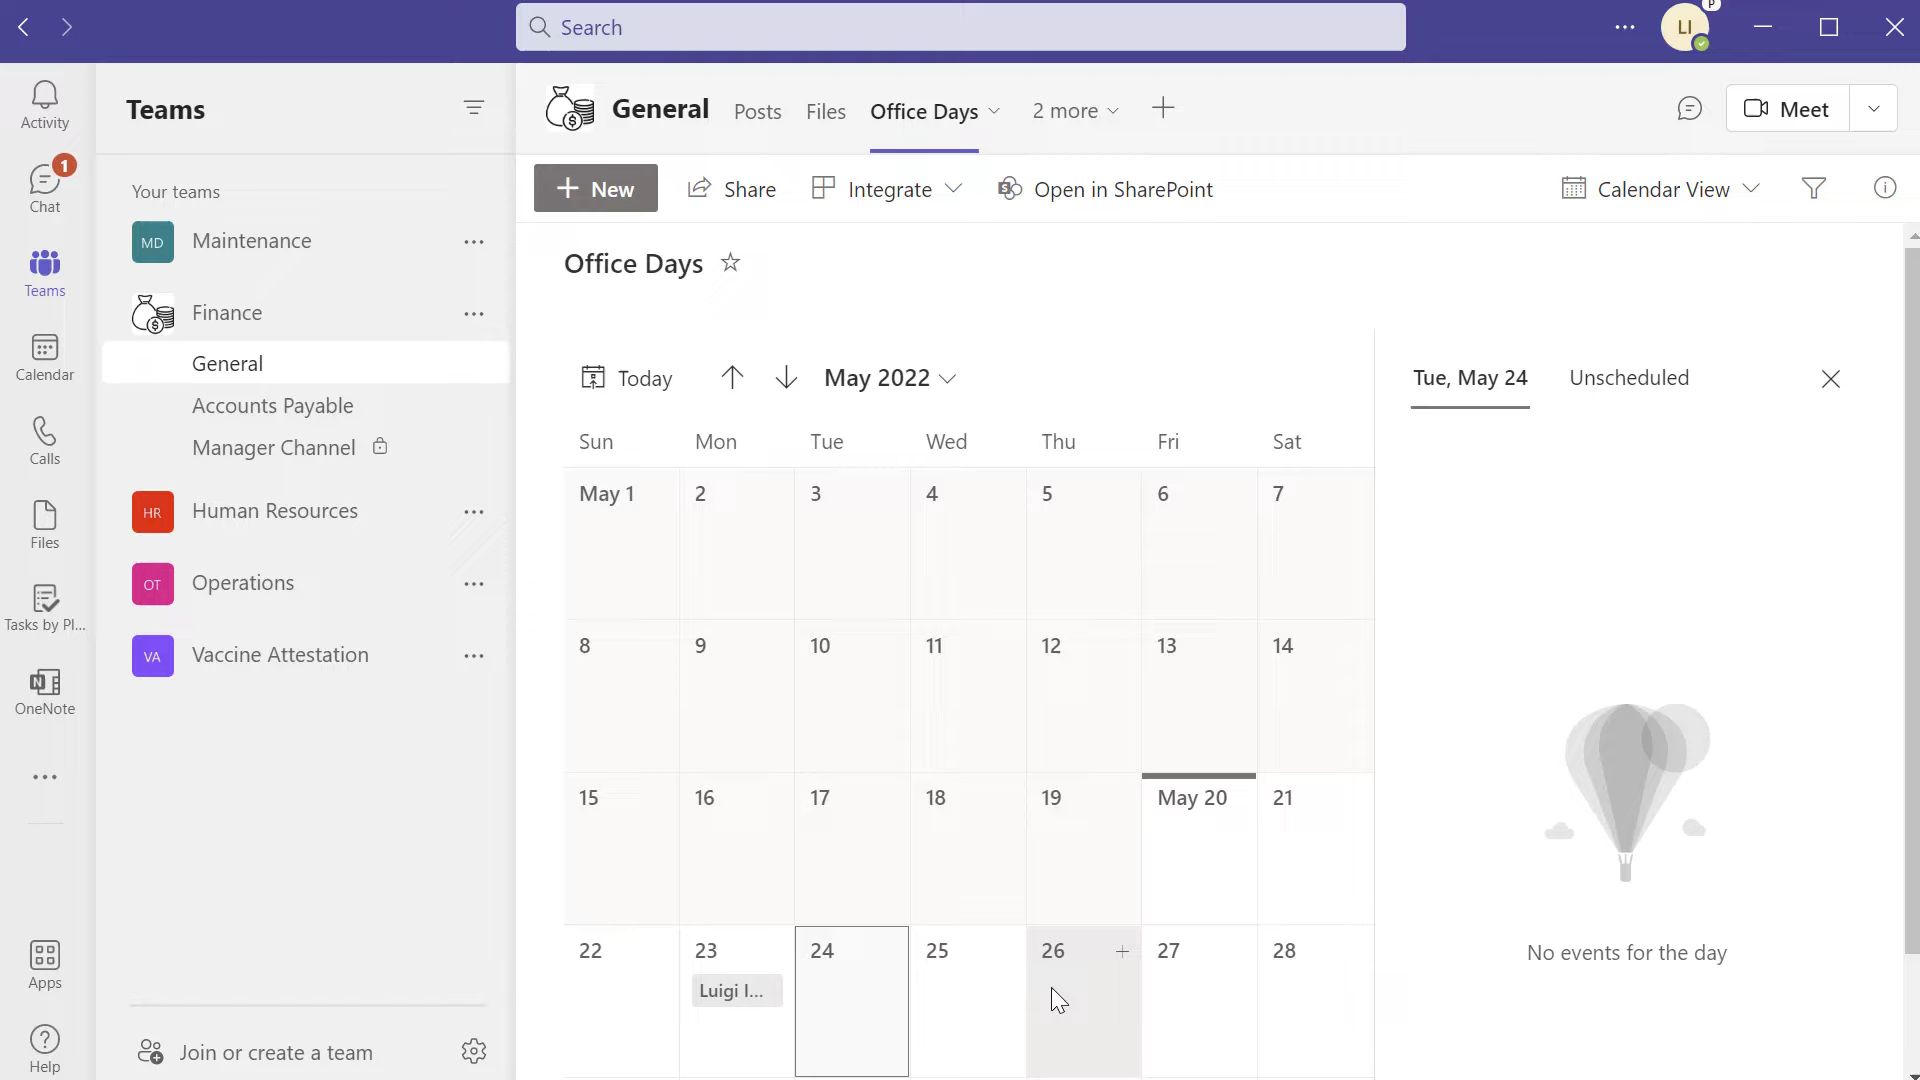 Search
LI
P
Activity
1
Chat
Teams
Calendar
Calls
Files
Tasks by Pl...
OneNote
Apps
Help
Teams
Your teams
MD Maintenance
Finance
General
Accounts Payable
Manager Channel
HR Human Resources
OT Operations
VA Vaccine Attestation
Join or create a team
General Posts Files Office Days 2 more
Meet
New Share Integrate Open in SharePoint
Calendar View
Office Days
Today May 2022
Sun Mon Tue Wed Thu Fri Sat
May 1 2 3 4 5 6 7
8 9 10 11 12 13 14
15 16 17 18 19 May 20 21
22 23 24 25 26 27 28
Luigi I...
Tue, May 24 Unscheduled
No events for the day